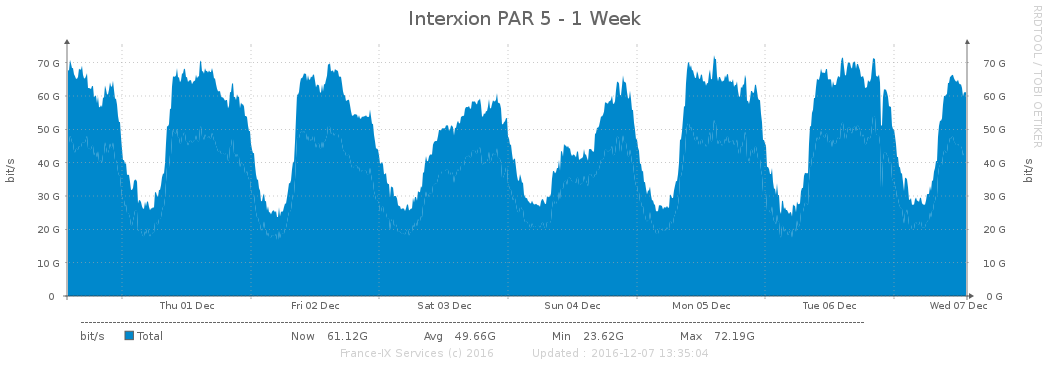 Interxion PAR 5 - 1 Week
RRDTOOL / TOBI OETIKER
70 G 70 G
60 G 60 G
50 G 50 G
40 G 40 G
30 G 30 G
20 G 20 G
10 G 10 G
0 0 G
bit/s bit/s
Thu 01 Dec Fri 02 Dec Sat 03 Dec Sun 04 Dec Mon 05 Dec Tue 06 Dec Wed 07 Dec
bit/s Total Now 61.12G Avg 49.66G Min 23.62G Max 72.19G
France-IX Services (c) 2016 Updated : 2016-12-07 13:35:04